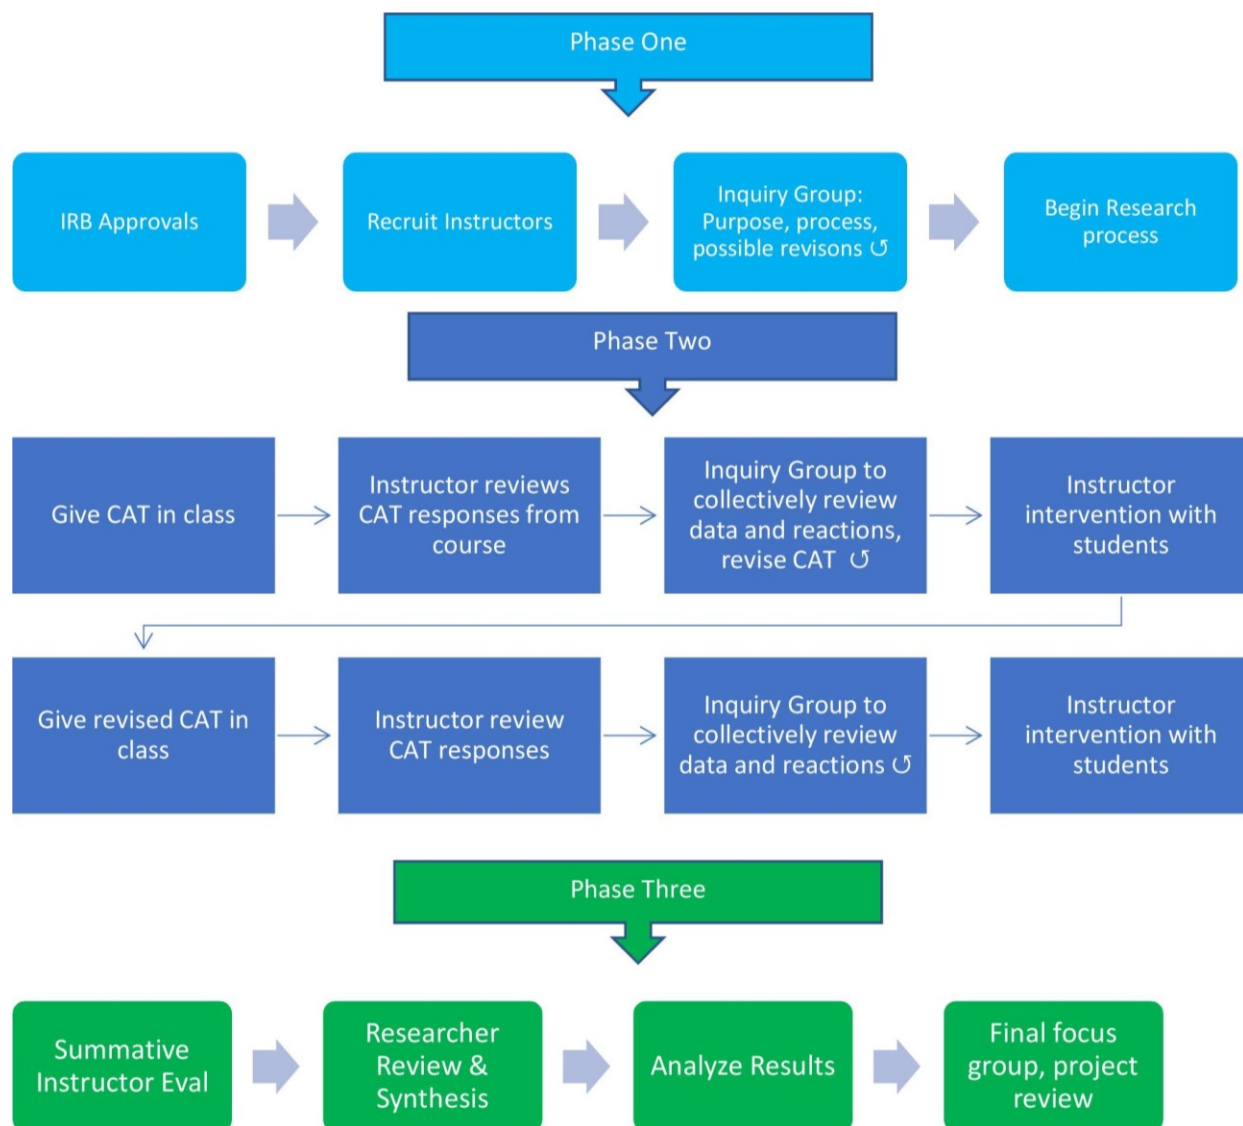 Phase One
IRB Approvals
Recruit Instructors
Inquiry Group:
Purpose, process,
possible revisons ↺
Begin Research
process
Phase Two
Give CAT in class
Instructor reviews
CAT responses from
course
Inquiry Group to
collectively review
data and reactions,
revise CAT ↺
Instructor
intervention with
students
Give revised CAT in
class
Instructor review
CAT responses
Inquiry Group to
collectively review
data and reactions ↺
Instructor
intervention with
students
Phase Three
Summative
Instructor Eval
Researcher
Review &
Synthesis
Analyze Results
Final focus
group, project
review